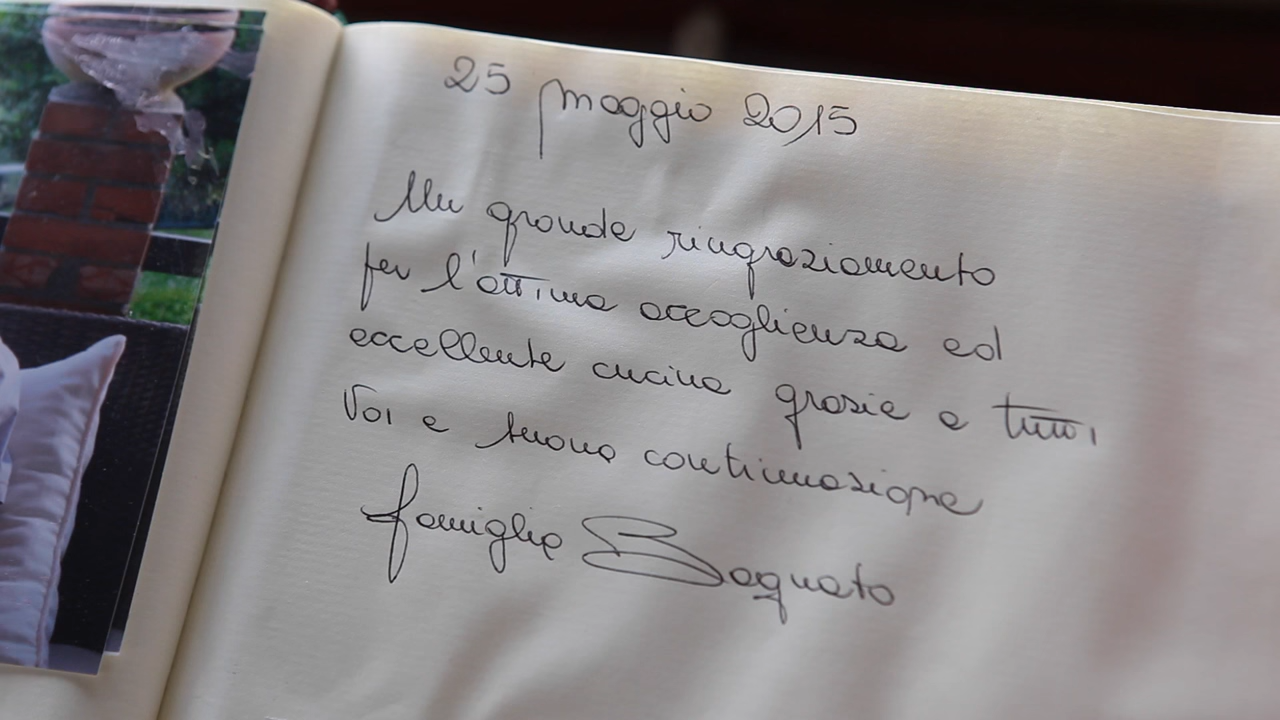 25 maggio 2015
Un grande ringraziamento
per l'ottima accoglienza ed
eccellente cucina grazie a tutti
Voi e buona continuazione
famiglia Bagnato